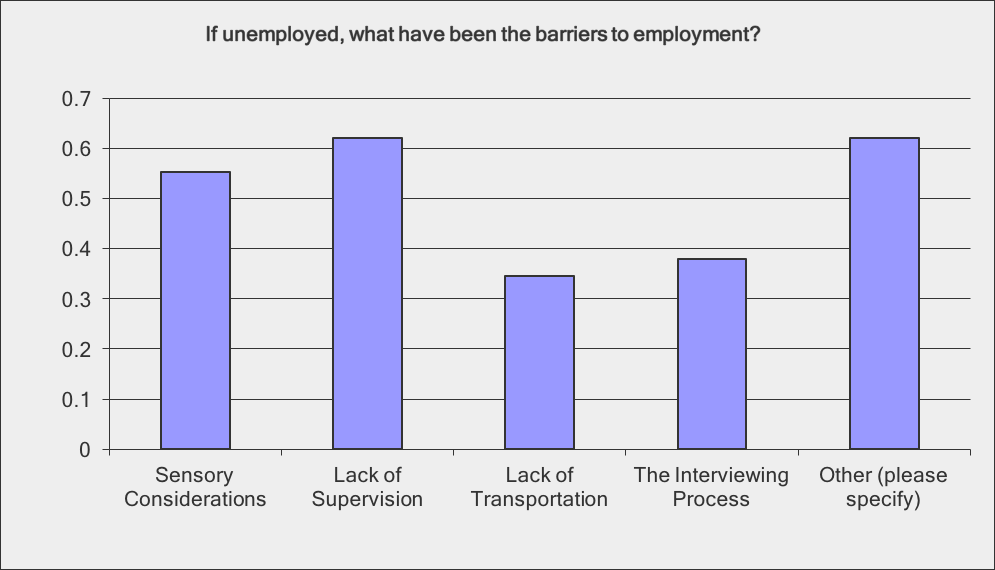 If unemployed, what have been the barriers to employment?
0.7
0.6
0.5
0.4
0.3
0.2
0.1
0
Sensory
Considerations
Lack of
Supervision
Lack of
Transportation
The Interviewing
Process
Other (please
specify)